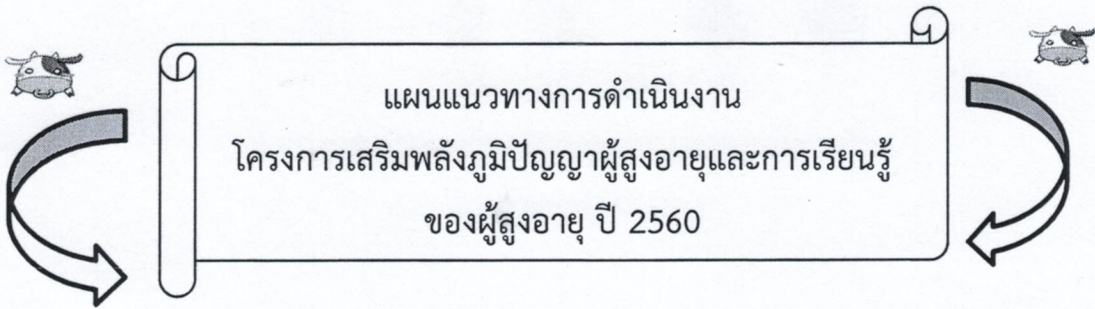 แผนแนวทางการดำเนินงาน
โครงการเสริมพลังภูมิปัญญาผู้สูงอายุและการเรียนรู้
ของผู้สูงอายุ ปี 2560